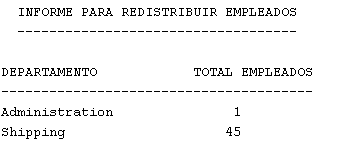 INFORME PARA REDISTRIBUIR EMPLEADOS
-----------------------------------
DEPARTAMENTO TOTAL EMPLEADOS
---------------------------------------
Administration 1
Shipping 45